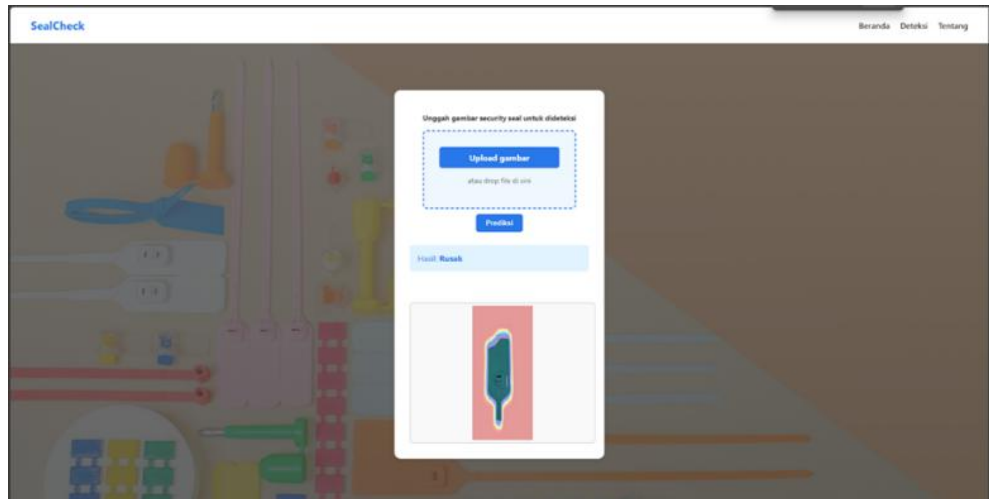 SealCheck
Beranda Deteksi Tentang
Unggah gambar security seal untuk dideteksi
Upload gambar
atau drop file di sini
Prediksi
Hasil: Rusak